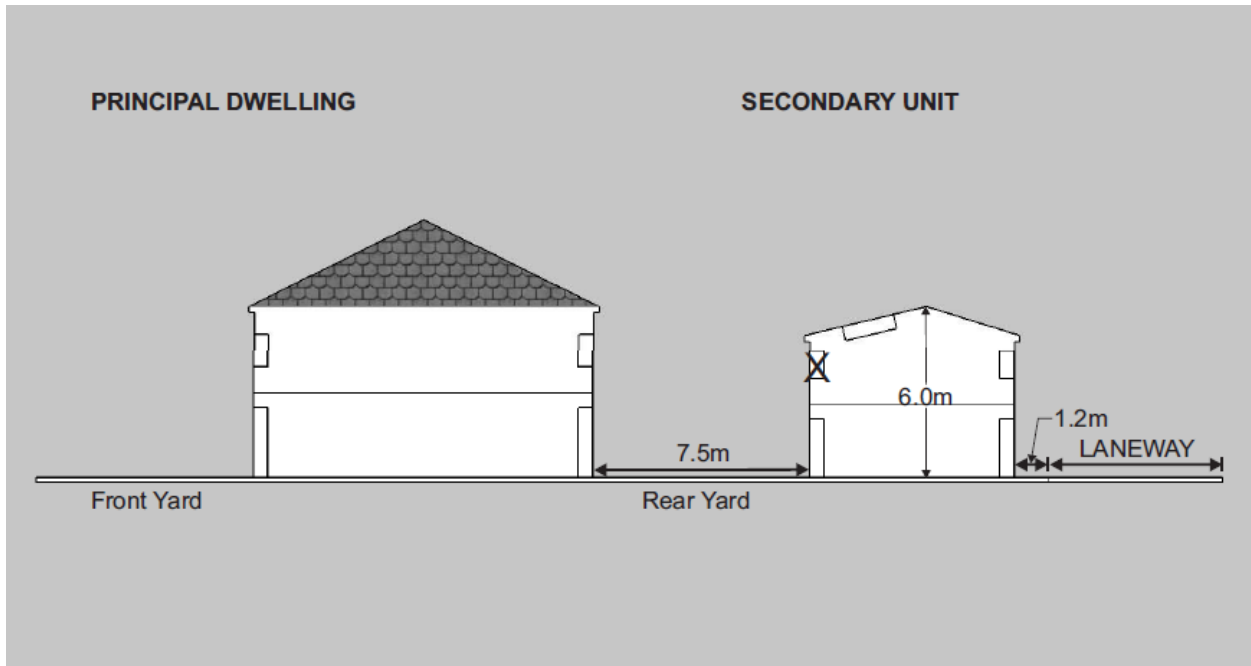 PRINCIPAL DWELLING
SECONDARY UNIT
X
6.0m
1.2m
7.5m
LANEWAY
Front Yard
Rear Yard